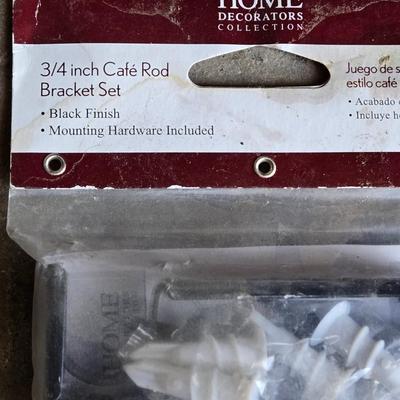 HOME
DECORATORS
COLLECTION
3/4 inch Café Rod
Bracket Set
• Black Finish
• Mounting Hardware Included
Juego de s
estilo café
• Acabado
• Incluye
HOME